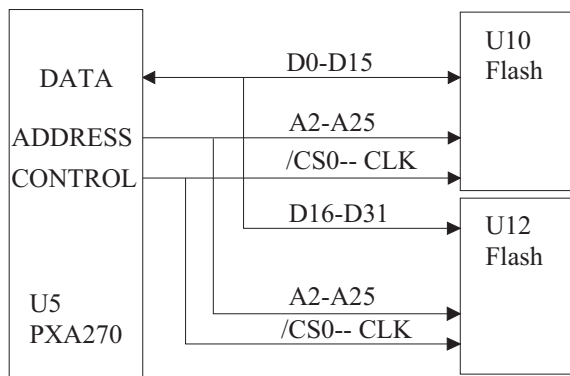 DATA
ADDRESS
CONTROL
U5
PXA270
D0-D15
A2-A25
/CS0-- CLK
D16-D31
A2-A25
/CS0-- CLK
U10
Flash
U12
Flash